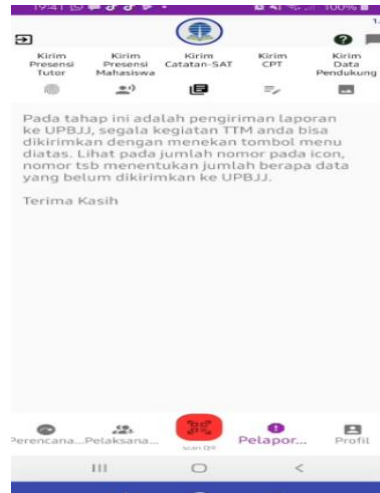 19:41
100%
1.
Kirim Presensi Tutor
Kirim Presensi Mahasiswa
Kirim Catatan-SAT
Kirim CPT
Kirim Data Pendukung
Pada tahap ini adalah pengiriman laporan
ke UPBJJ, segala kegiatan TTM anda bisa
dikirimkan dengan menekan tombol menu
diatas. Lihat pada jumlah nomor pada icon,
nomor tsb menentukan jumlah berapa data
yang belum dikirimkan ke UPBJJ.
Terima Kasih
Perencana...
Pelaksana...
scan QR
Pelapor...
Profil